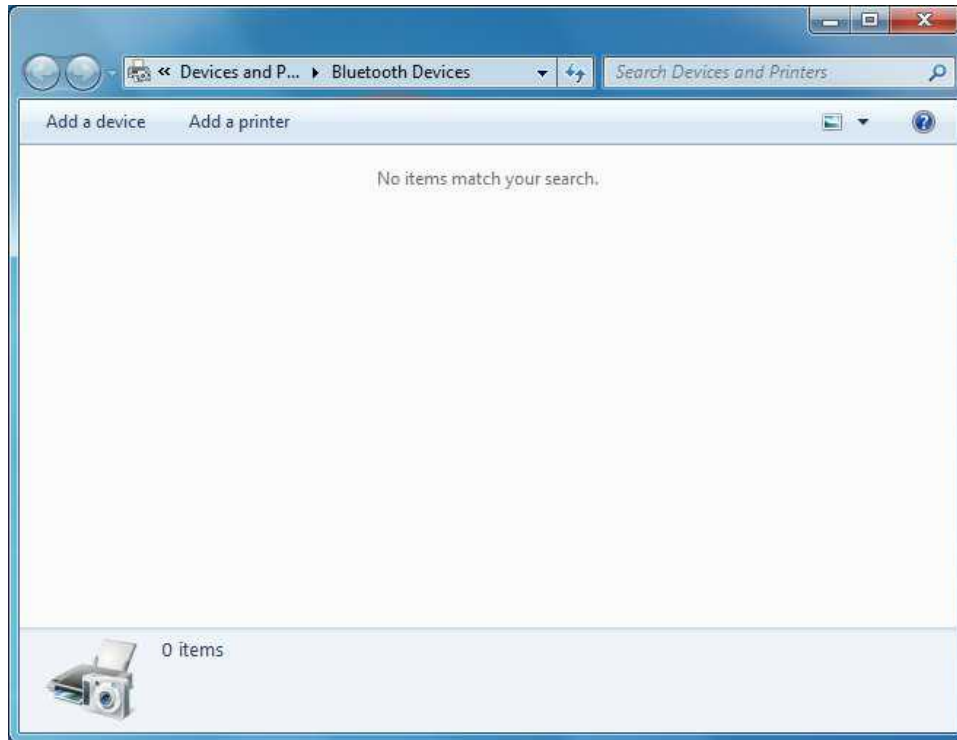 « Devices and P... ▸ Bluetooth Devices Search Devices and Printers
Add a device Add a printer
No items match your search.
0 items